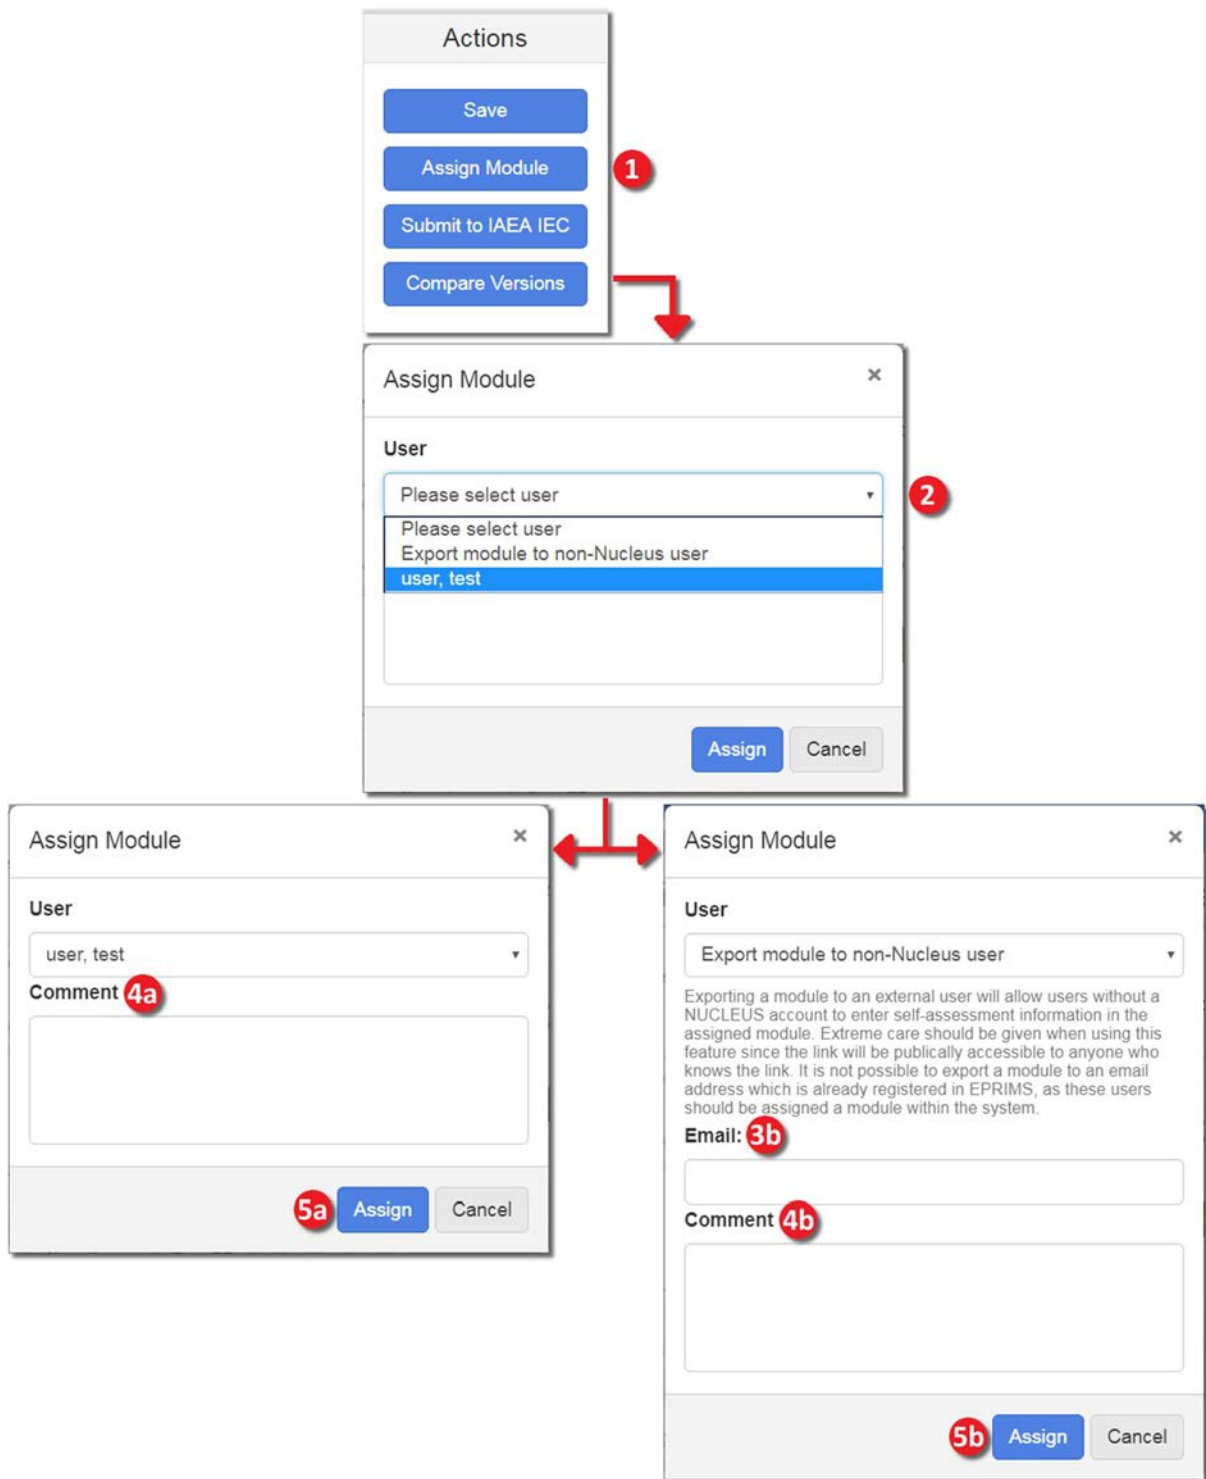 Actions
Save
Assign Module
1
Submit to IAEA IEC
Compare Versions
Assign Module ×
User
Please select user
2
Please select user
Export module to non-Nucleus user
user, test
Assign Cancel
Assign Module ×
User
user, test
Comment 4a
5a Assign Cancel
Assign Module ×
User
Export module to non-Nucleus user
Exporting a module to an external user will allow users without a
NUCLEUS account to enter self-assessment information in the
assigned module. Extreme care should be given when using this
feature since the link will be publically accessible to anyone who
knows the link. It is not possible to export a module to an email
address which is already registered in EPRIMS, as these users
should be assigned a module within the system.
Email: 3b
Comment 4b
5b Assign Cancel